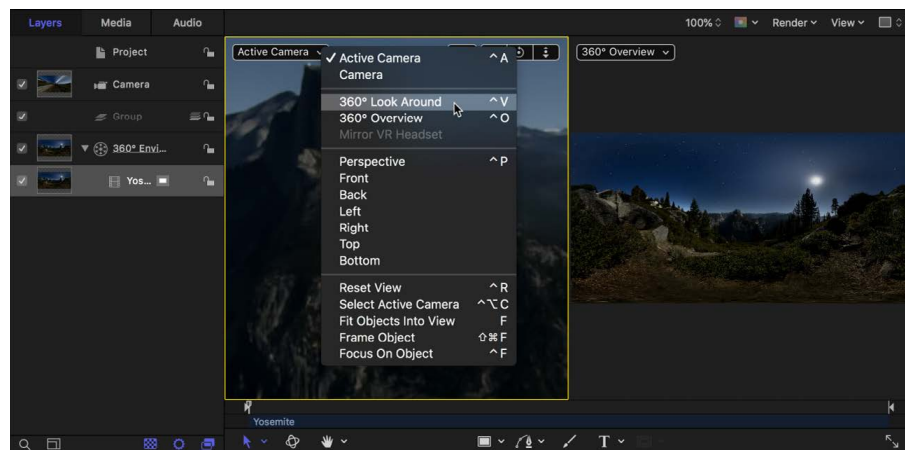 Layers Media Audio
100% Render View
Project
Camera
Group
360° Envi...
Yos...
Active Camera
360° Overview
✓ Active Camera ^ A
Camera
360° Look Around ^ V
360° Overview ^ O
Mirror VR Headset
Perspective ^ P
Front
Back
Left
Right
Top
Bottom
Reset View ^ R
Select Active Camera ^⌥C
Fit Objects Into View F
Frame Object ⇧⌘F
Focus On Object ^ F
Yosemite
T